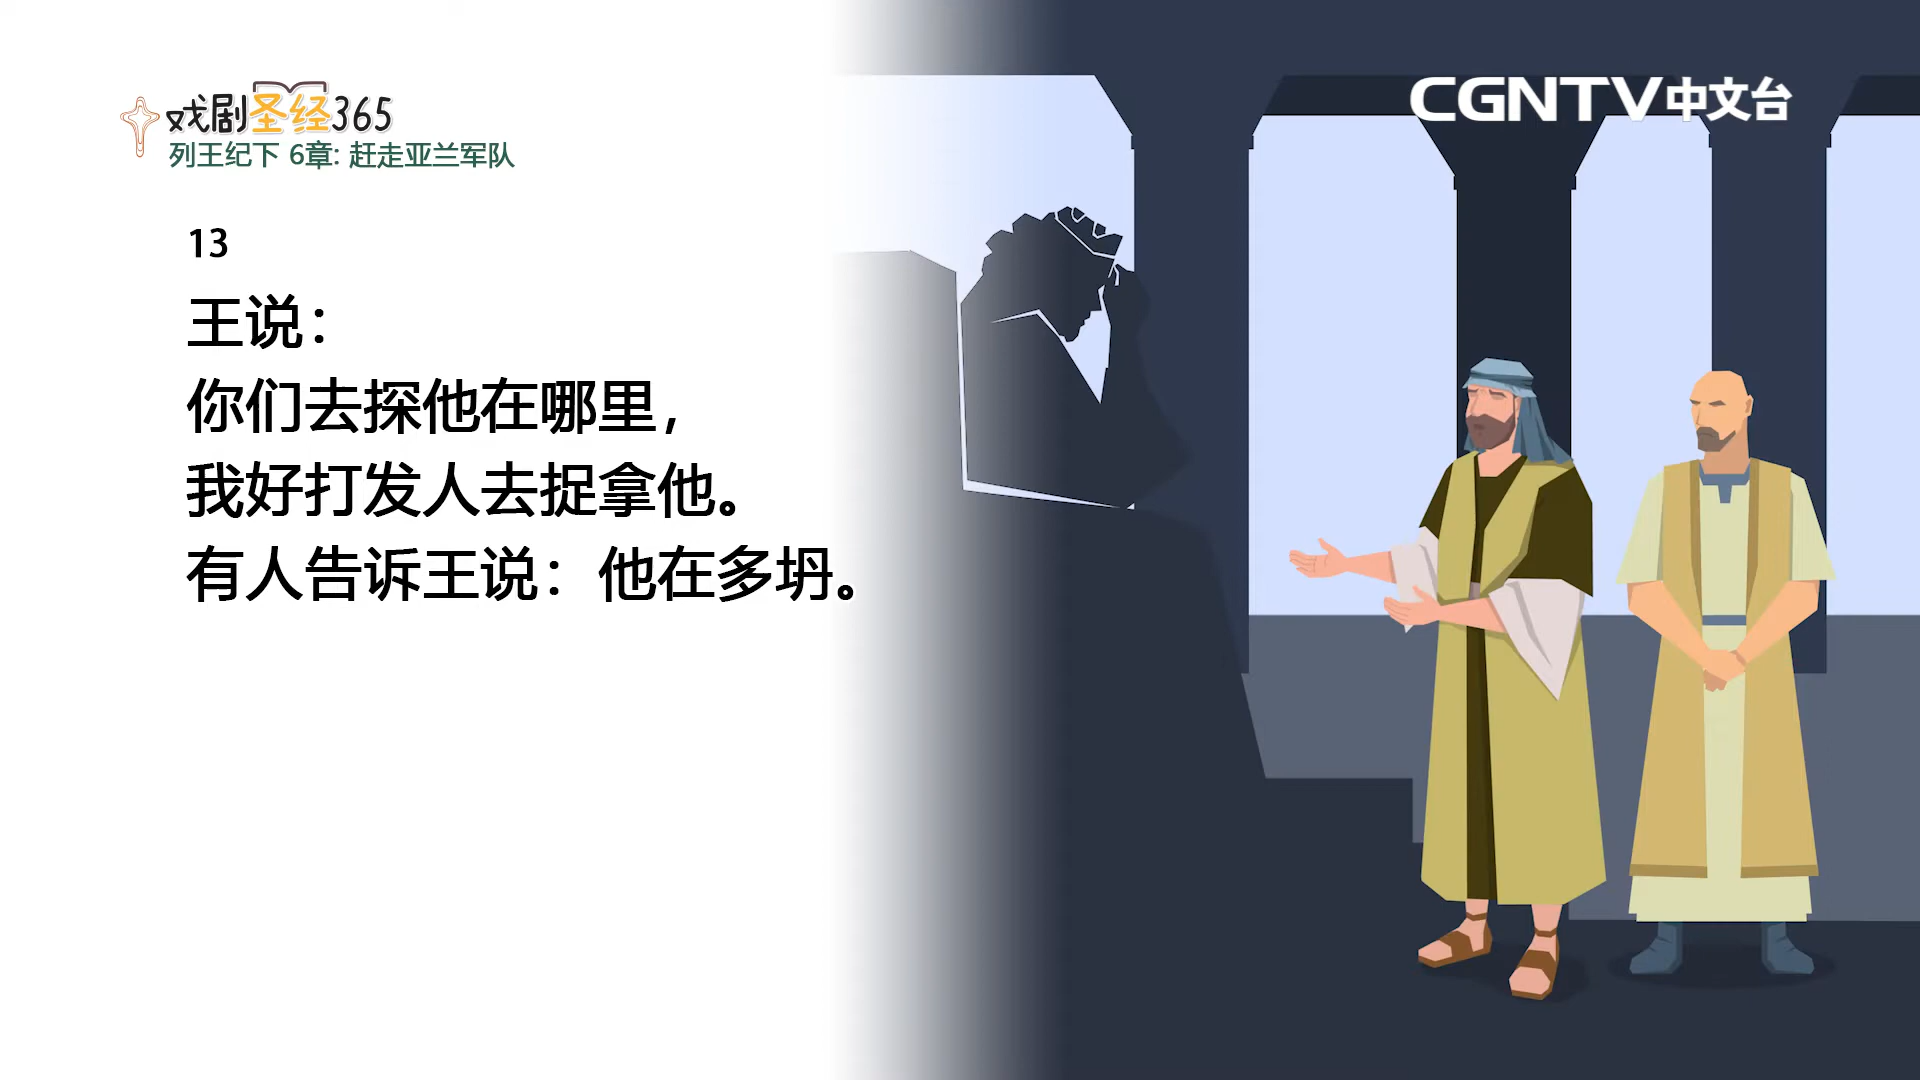 戏剧圣经365
CGNTV中文台
列王纪下 6章: 赶走亚兰军队
13
王说：
你们去探他在哪里，
我好打发人去捉拿他。
有人告诉王说：他在多坍。